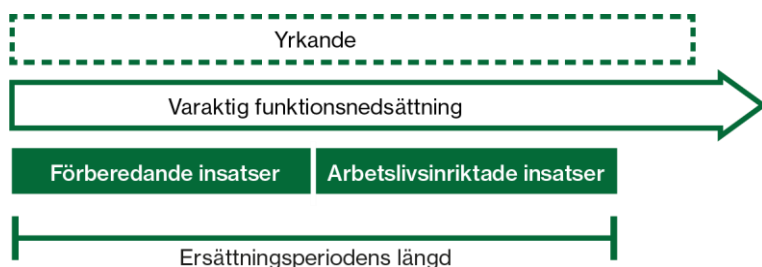 Yrkande
Varaktig funktionsnedsättning
Förberedande insatser
Arbetslivsinriktade insatser
Ersättningsperiodens längd